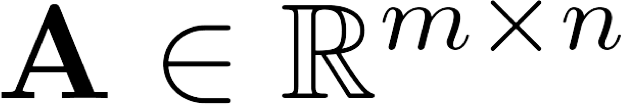 𝐀 ∈ ℝ^{m×n}